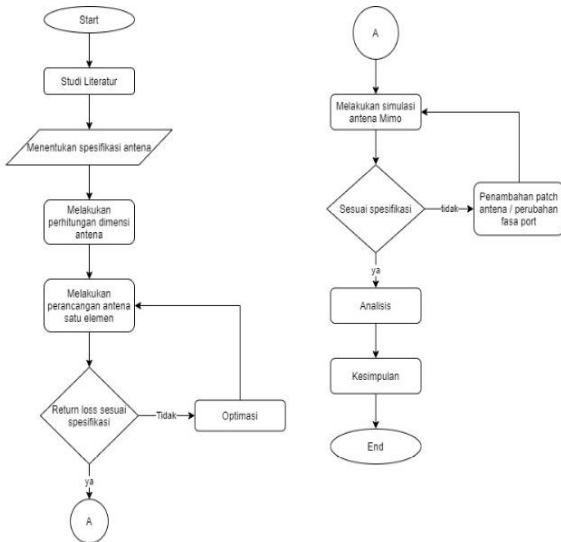 Start
Studi Literatur
Menentukan spesifikasi antena
Melakukan
perhitungan dimensi
antena
Melakukan
perancangan antena
satu elemen
Return loss sesuai
spesifikasi
Tidak
Optimasi
ya
A
A
Melakukan simulasi
antena Mimo
Sesuai spesifikasi
tidak
Penambahan patch
antena / perubahan
fasa port
ya
Analisis
Kesimpulan
End